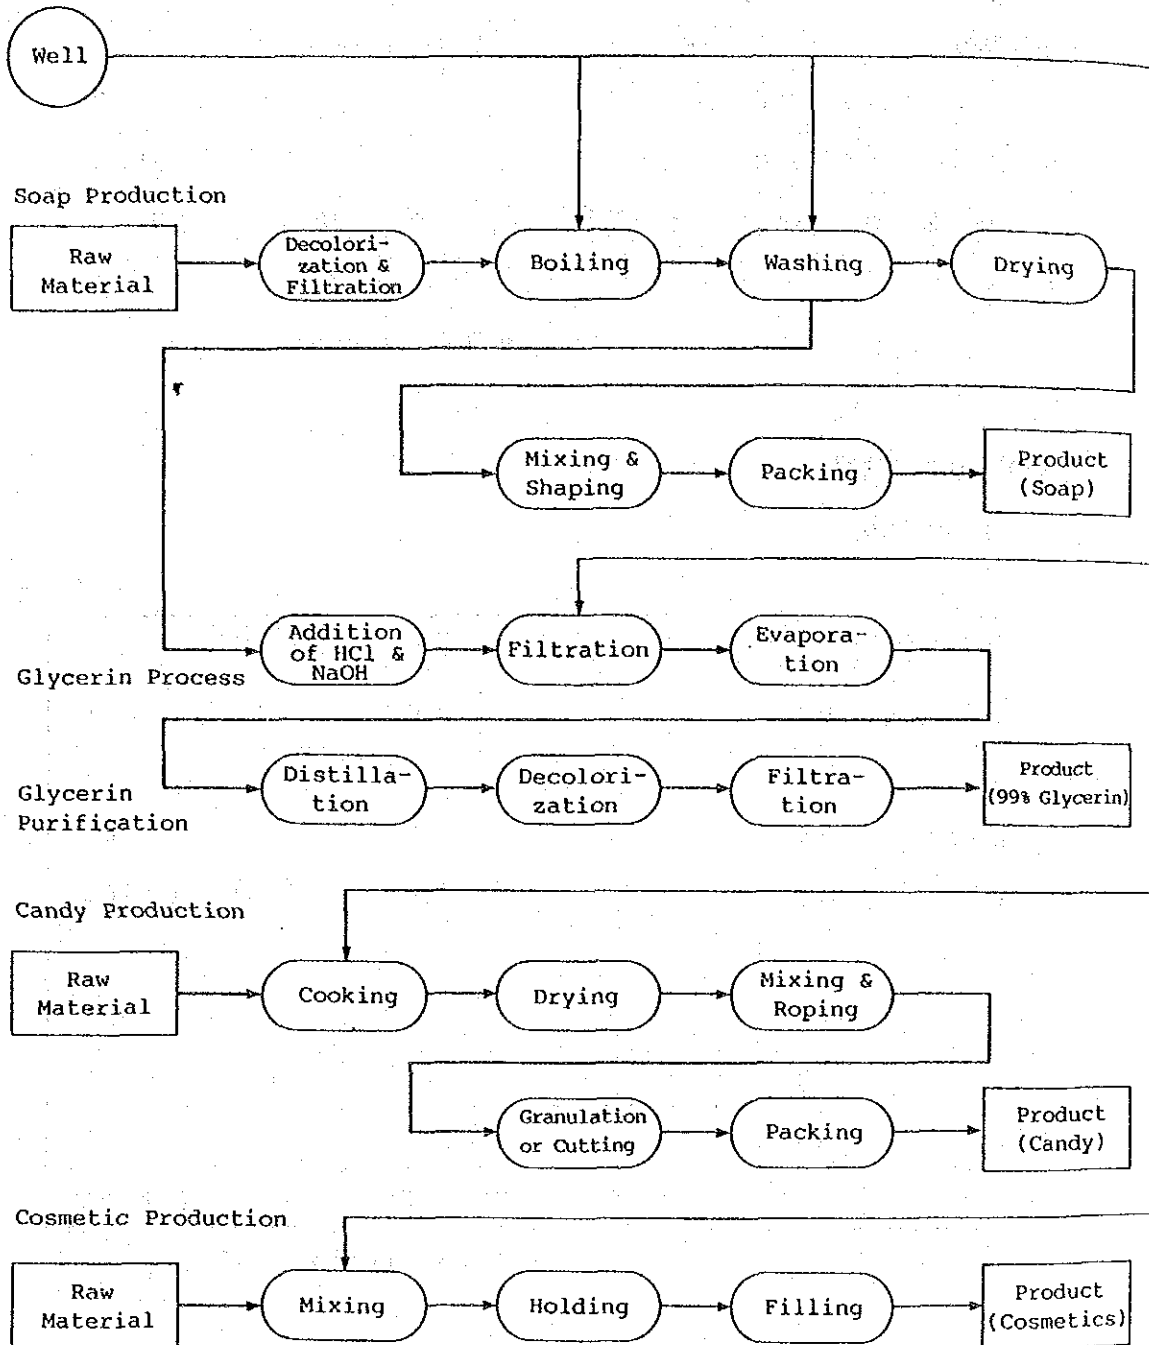 Well
Soap Production
Raw
Material
Decolori-
zation &
Filtration
Boiling
Washing
Drying
Mixing &
Shaping
Packing
Product
(Soap)
Addition
of HCl &
NaOH
Filtration
Evapora-
tion
Glycerin Process
Distilla-
tion
Decolori-
zation
Filtra-
tion
Product
(99% Glycerin)
Glycerin
Purification
Candy Production
Raw
Material
Cooking
Drying
Mixing &
Roping
Granulation
or Cutting
Packing
Product
(Candy)
Cosmetic Production
Raw
Material
Mixing
Holding
Filling
Product
(Cosmetics)